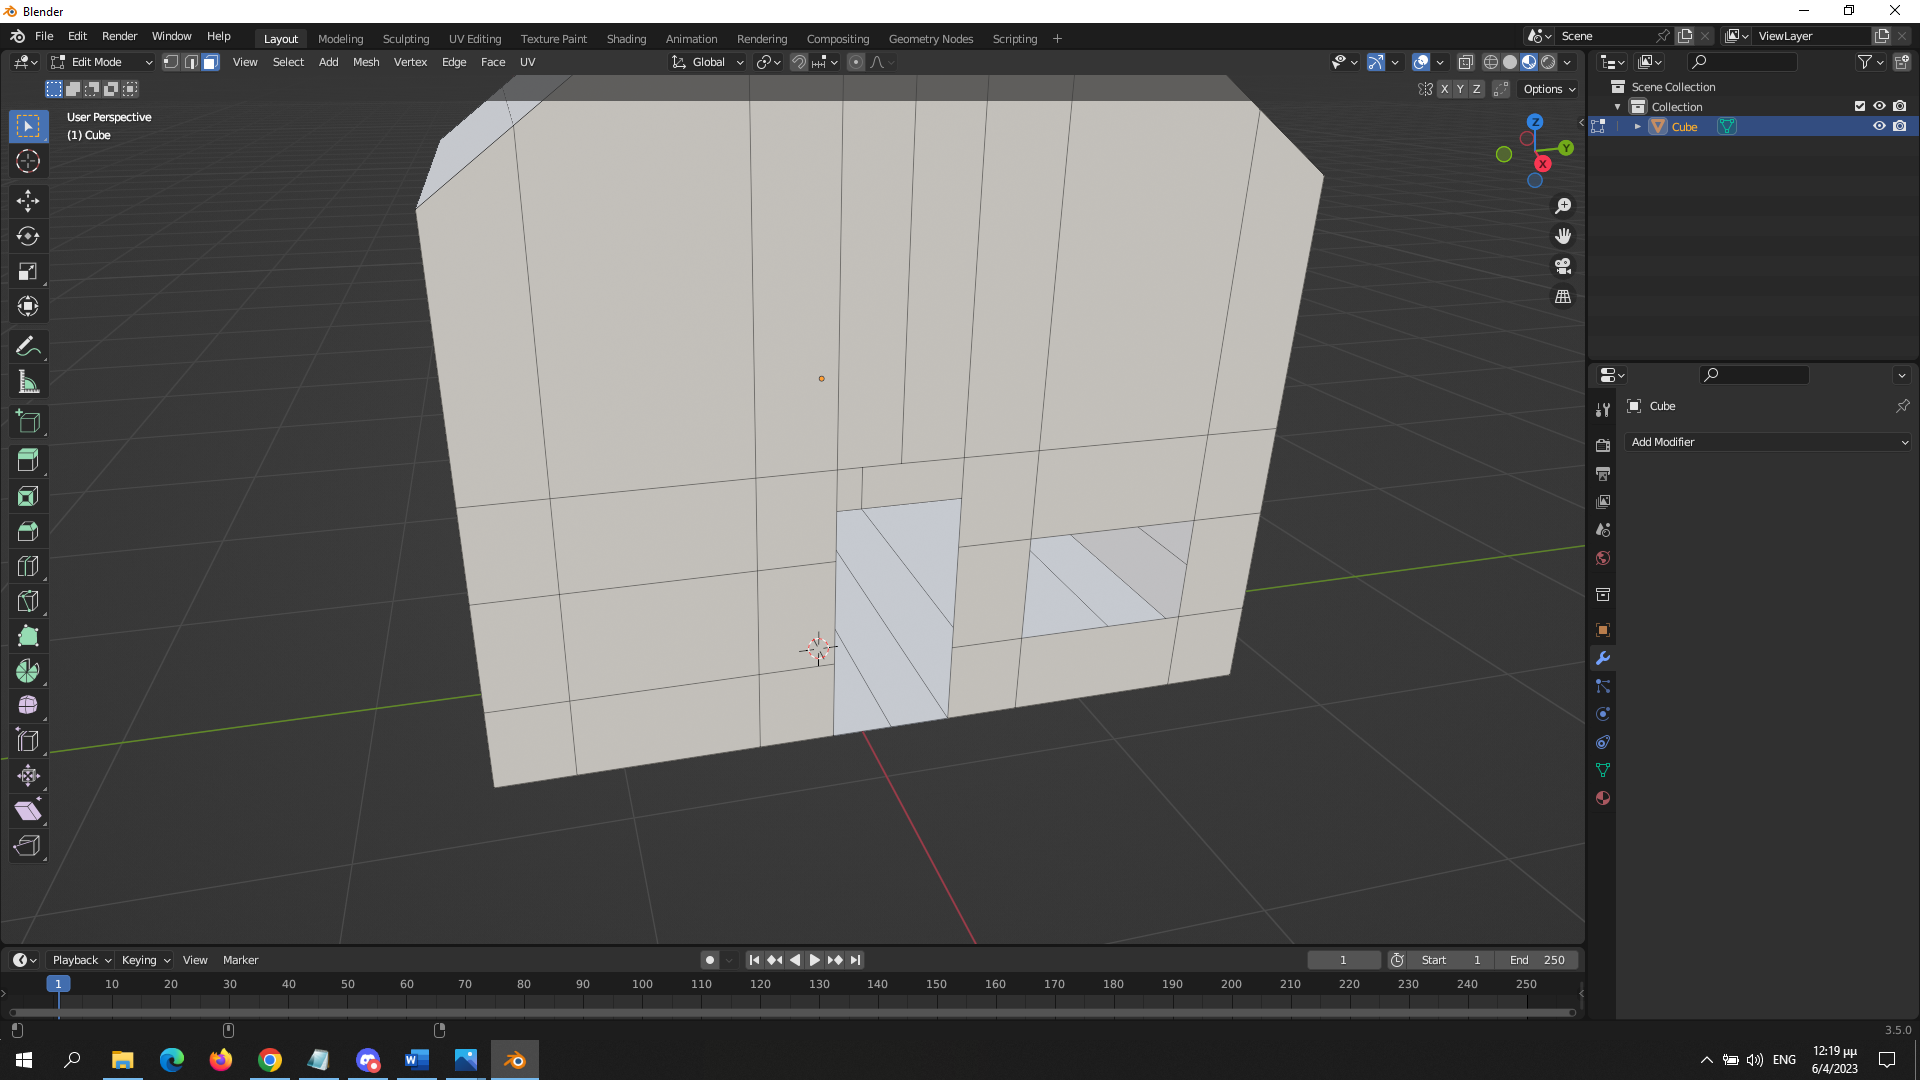 Blender
File Edit Render Window Help Layout Modeling Sculpting UV Editing Texture Paint Shading Animation Rendering Compositing Geometry Nodes Scripting + Scene ViewLayer
Edit Mode View Select Add Mesh Vertex Edge Face UV Global
X Y Z Options
User Perspective
(1) Cube
Z
Y
X
Scene Collection
Collection
Cube
Cube
Add Modifier
Playback Keying View Marker 1 Start 1 End 250
1 10 20 30 40 50 60 70 80 90 100 110 120 130 140 150 160 170 180 190 200 210 220 230 240 250
3.5.0
ENG
12:19 μμ
6/4/2023